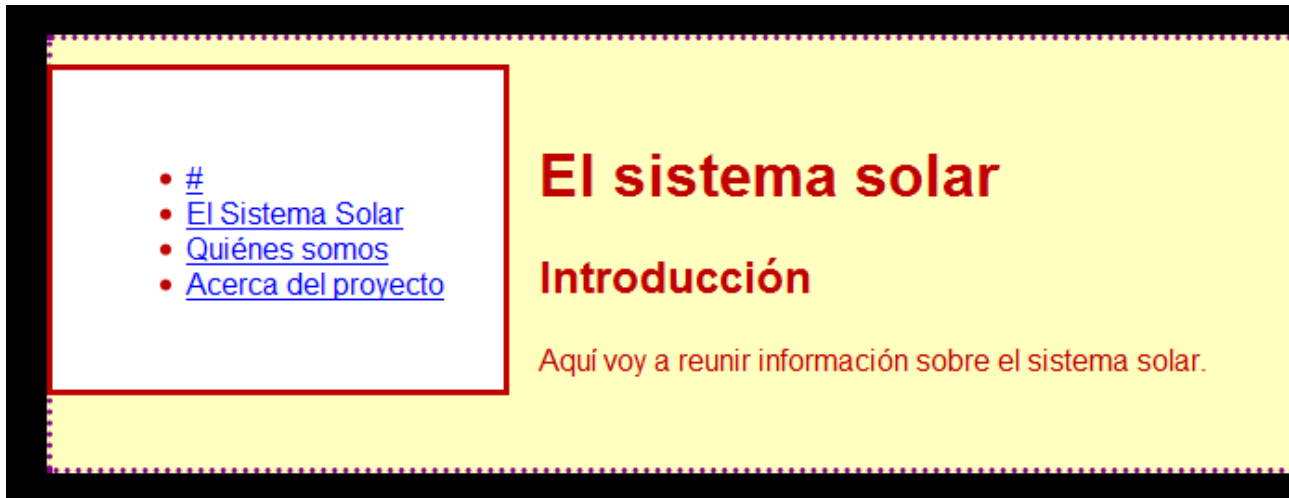 #
El Sistema Solar
Quiénes somos
Acerca del proyecto
El sistema solar
Introducción
Aquí voy a reunir información sobre el sistema solar.